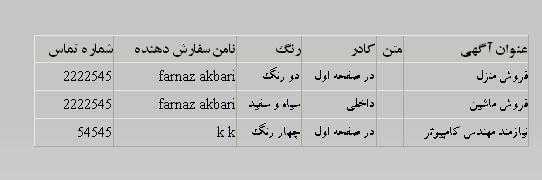 عنوان آگهی متن کادر رنگ نامن سفارش دهنده شماره تماس
فروش منزل در صفحه اول دو رنگ farnaz akbari 2222545
فروش ماشین داخلی سیاه و سفید farnaz akbari 2222545
نیازمند مهندس کامپیوتر در صفحه اول چهار رنگ k k 54545